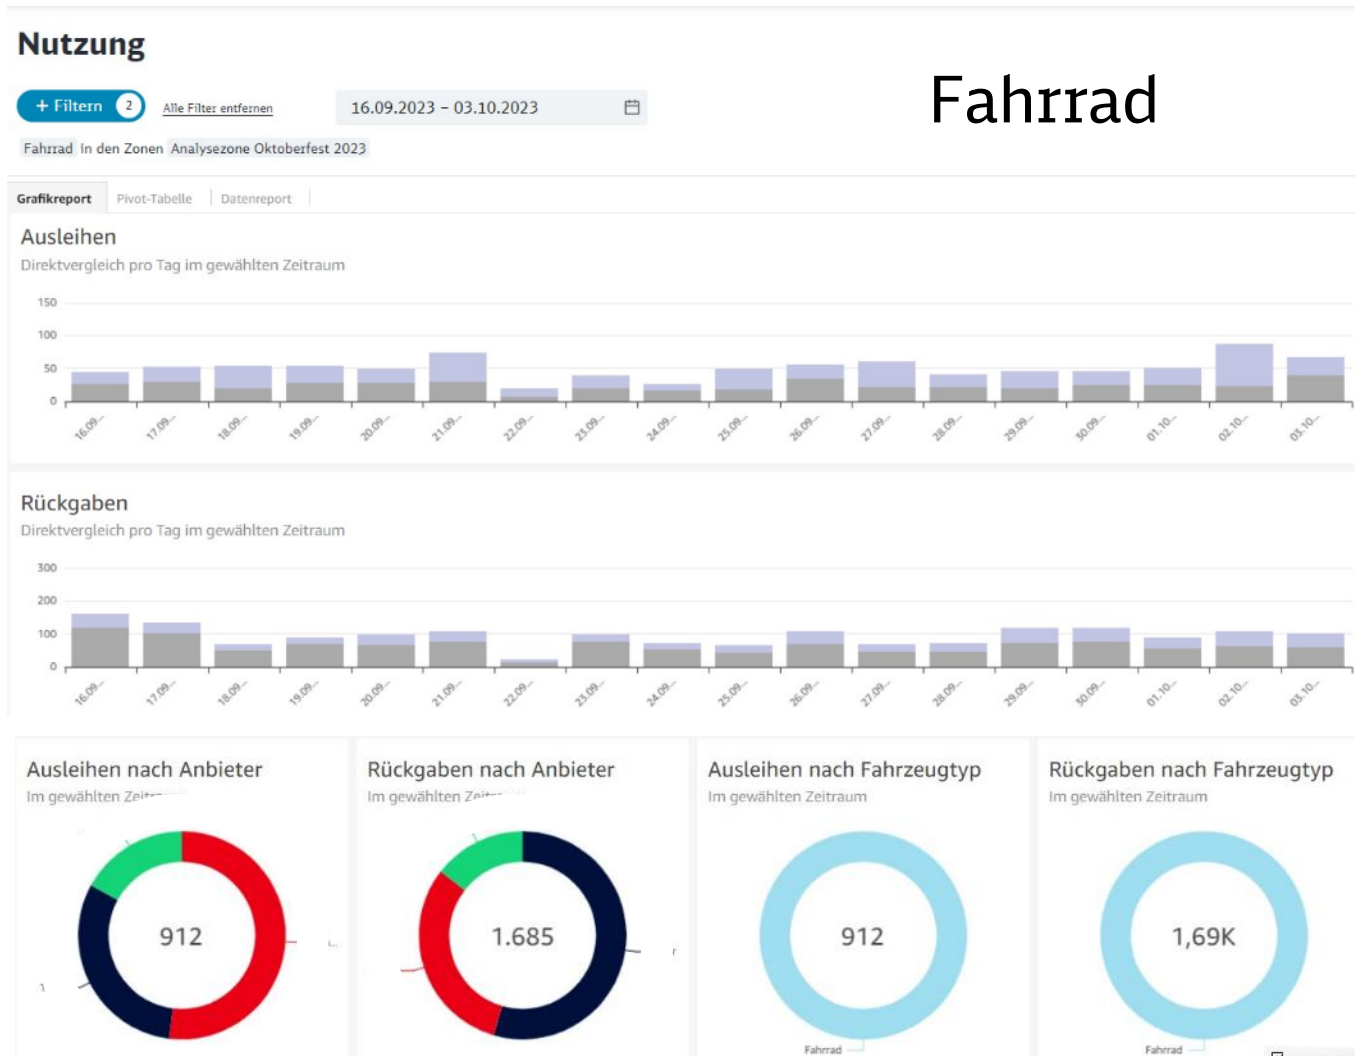 Nutzung
Fahrrad
+ Filtern 2 Alle Filter entfernen 16.09.2023 – 03.10.2023
Fahrrad in den Zonen Analysezone Oktoberfest 2023
Grafikreport Pivot-Tabelle Datenreport
Ausleihen
Direktvergleich pro Tag im gewählten Zeitraum
150
100
50
0
16.09... 17.09... 18.09... 19.09... 20.09... 21.09... 22.09... 23.09... 24.09... 25.09... 26.09... 27.09... 28.09... 29.09... 30.09... 01.10... 02.10... 03.10...
Rückgaben
Direktvergleich pro Tag im gewählten Zeitraum
300
200
100
0
16.09... 17.09... 18.09... 19.09... 20.09... 21.09... 22.09... 23.09... 24.09... 25.09... 26.09... 27.09... 28.09... 29.09... 30.09... 01.10... 02.10... 03.10...
Ausleihen nach Anbieter
Im gewählten
912
Rückgaben nach Anbieter
Im gewählten
1.685
Ausleihen nach Fahrzeugtyp
Im gewählten Zeitraum
912
Fahrrad
Rückgaben nach Fahrzeugtyp
Im gewählten Zeitraum
1,69K
Fahrrad